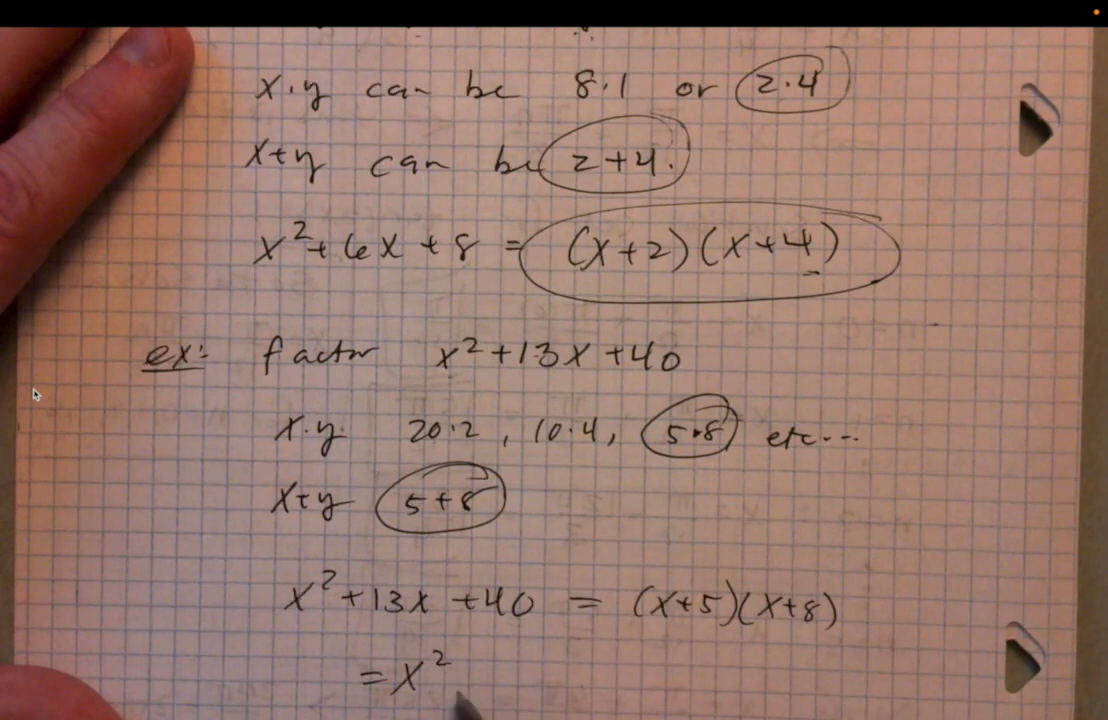 x·y can be 8·1 or 2·4
x+y can be 2+4.
x²+6x+8 = (x+2)(x+4)
ex: factor x²+13x+40
x·y 20·2, 10·4, 5·8 etc...
x+y 5+8
x²+13x+40 = (x+5)(x+8)
=x²